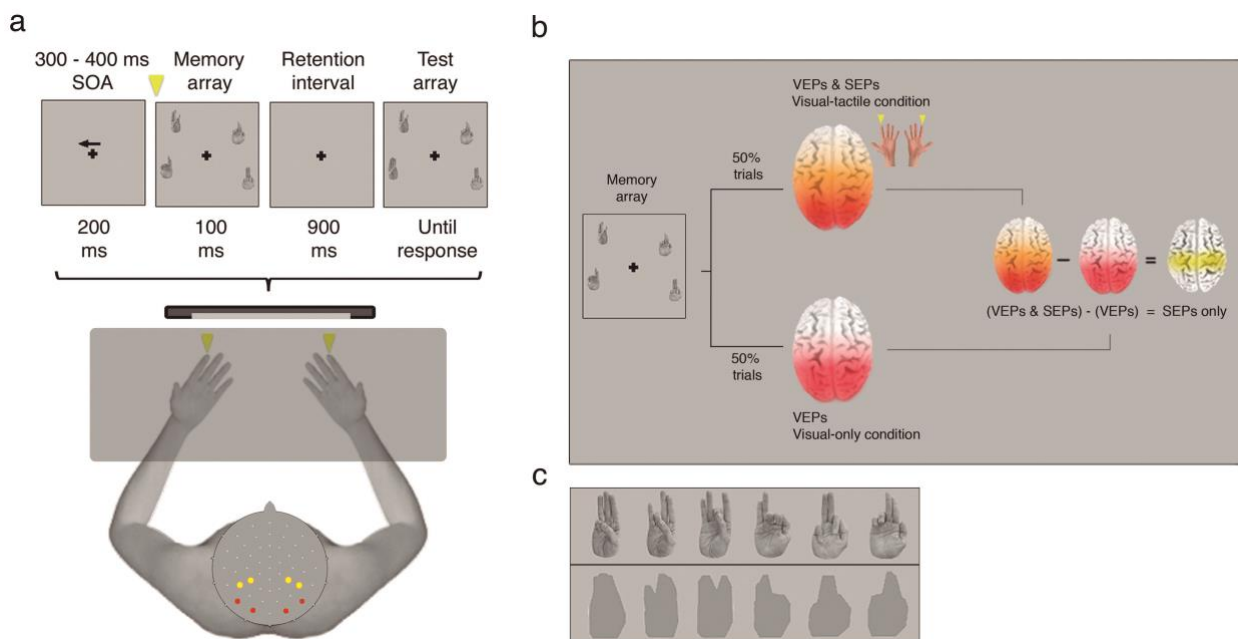 a
300 - 400 ms
SOA
Memory
array
Retention
interval
Test
array
200
ms
100
ms
900
ms
Until
response
b
VEPs & SEPs
Visual-tactile condition
50%
trials
Memory
array
(VEPs & SEPs) - (VEPs) = SEPs only
50%
trials
VEPs
Visual-only condition
c